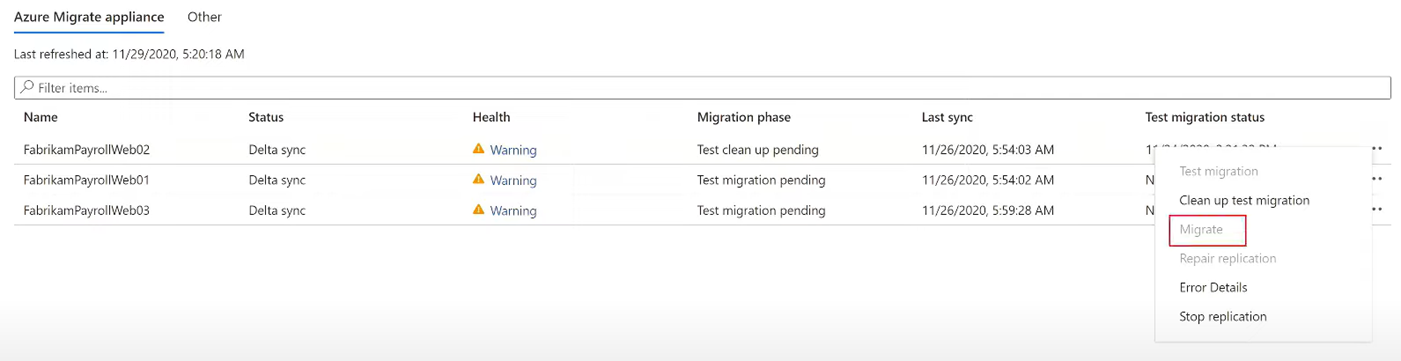 Azure Migrate appliance Other
Last refreshed at: 11/29/2020, 5:20:18 AM
Filter items...
Name Status Health Migration phase Last sync Test migration status
FabrikamPayrollWeb02 Delta sync Warning Test clean up pending 11/26/2020, 5:54:03 AM
FabrikamPayrollWeb01 Delta sync Warning Test migration pending 11/26/2020, 5:54:02 AM N
FabrikamPayrollWeb03 Delta sync Warning Test migration pending 11/26/2020, 5:59:28 AM N
Test migration
Clean up test migration
Migrate
Repair replication
Error Details
Stop replication